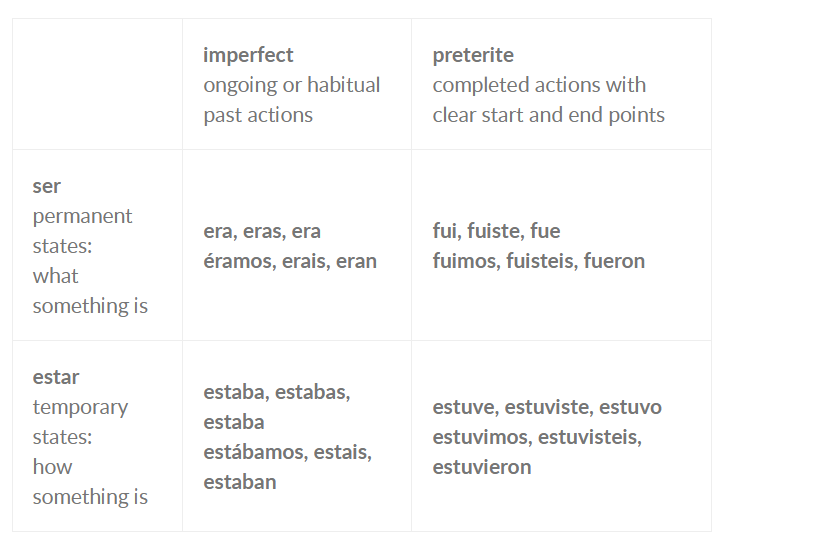 imperfect
ongoing or habitual
past actions
preterite
completed actions with
clear start and end points
ser
permanent
states:
what
something is
era, eras, era
éramos, erais, eran
fui, fuiste, fue
fuimos, fuisteis, fueron
estar
temporary
states:
how
something is
estaba, estabas,
estaba
estábamos, estais,
estaban
estuve, estuviste, estuvo
estuvimos, estuvisteis,
estuvieron